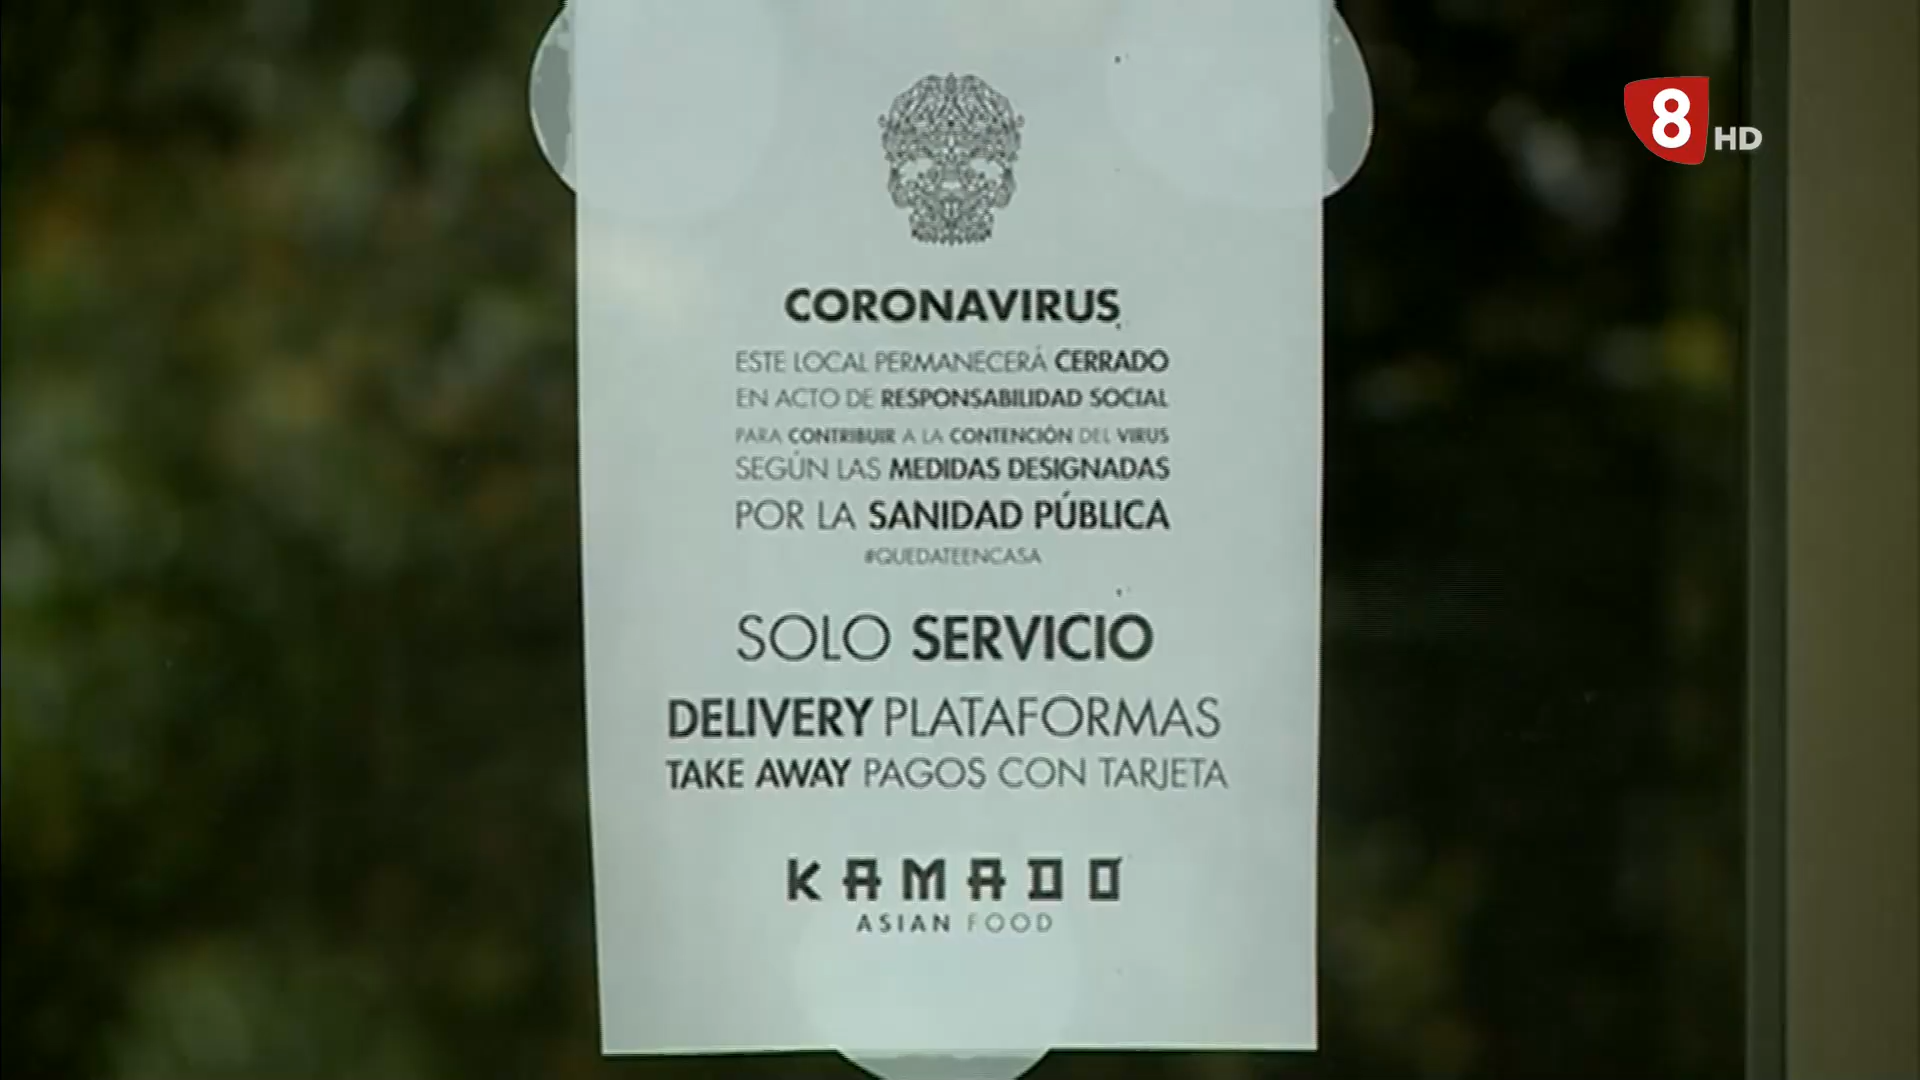 8 HD
CORONAVIRUS
ESTE LOCAL PERMANECERÁ CERRADO
EN ACTO DE RESPONSABILIDAD SOCIAL
PARA CONTRIBUIR A LA CONTENCIÓN DEL VIRUS
SEGÚN LAS MEDIDAS DESIGNADAS
POR LA SANIDAD PÚBLICA
#QUEDATEENCASA
SOLO SERVICIO
DELIVERY PLATAFORMAS
TAKE AWAY PAGOS CON TARJETA
KAMADO
ASIAN FOOD